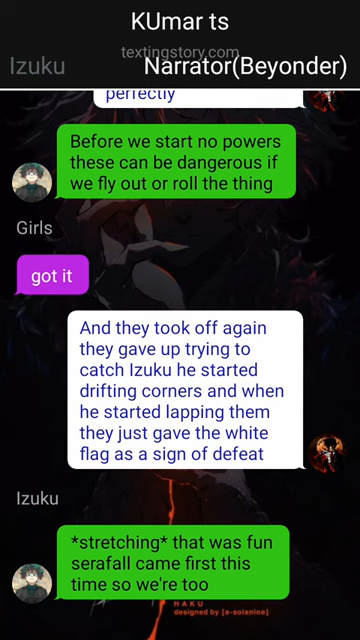 KUmar ts
textingstory.com
Izuku
Narrator(Beyonder)
perfectly
Before we start no powers
these can be dangerous if
we fly out or roll the thing
Girls
got it
And they took off again
they gave up trying to
catch Izuku he started
drifting corners and when
he started lapping them
they just gave the white
flag as a sign of defeat
Izuku
*stretching* that was fun
serafall came first this
time so we're too
HAKU
designed by [a-solanine]